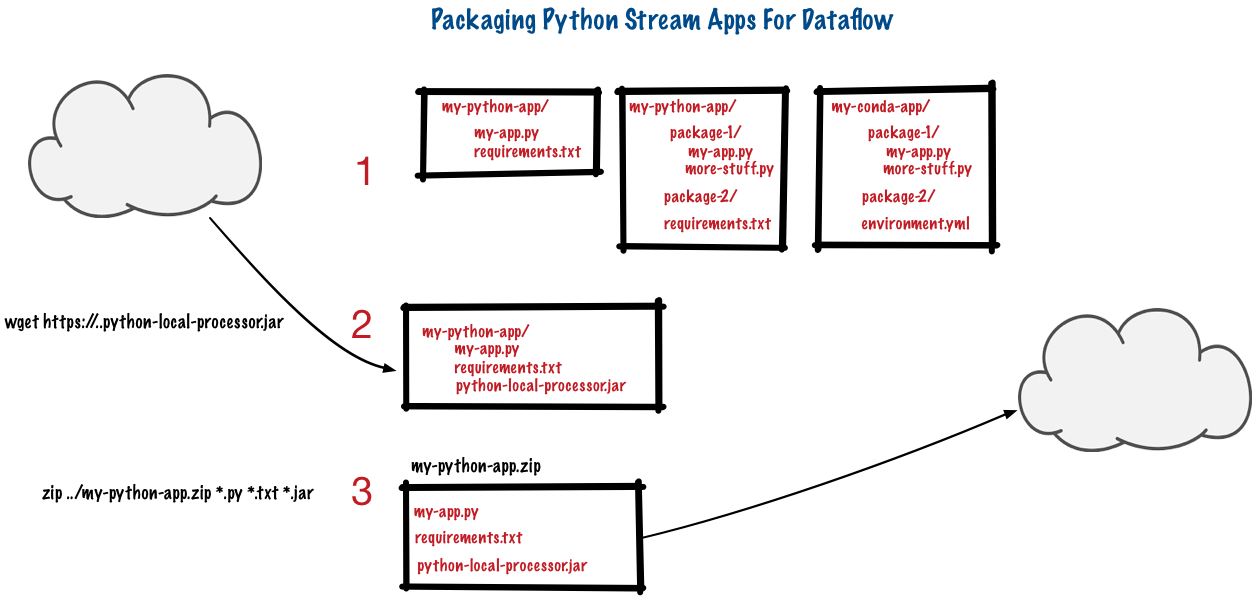 Packaging Python Stream Apps For Dataflow
1
my-python-app/
my-app.py
requirements.txt
my-python-app/
package-1/
my-app.py
more-stuff.py
package-2/
requirements.txt
my-conda-app/
package-1/
my-app.py
more-stuff.py
package-2/
environment.yml
wget https://..python-local-processor.jar
2
my-python-app/
my-app.py
requirements.txt
python-local-processor.jar
zip ../my-python-app.zip *.py *.txt *.jar
3
my-python-app.zip
my-app.py
requirements.txt
python-local-processor.jar